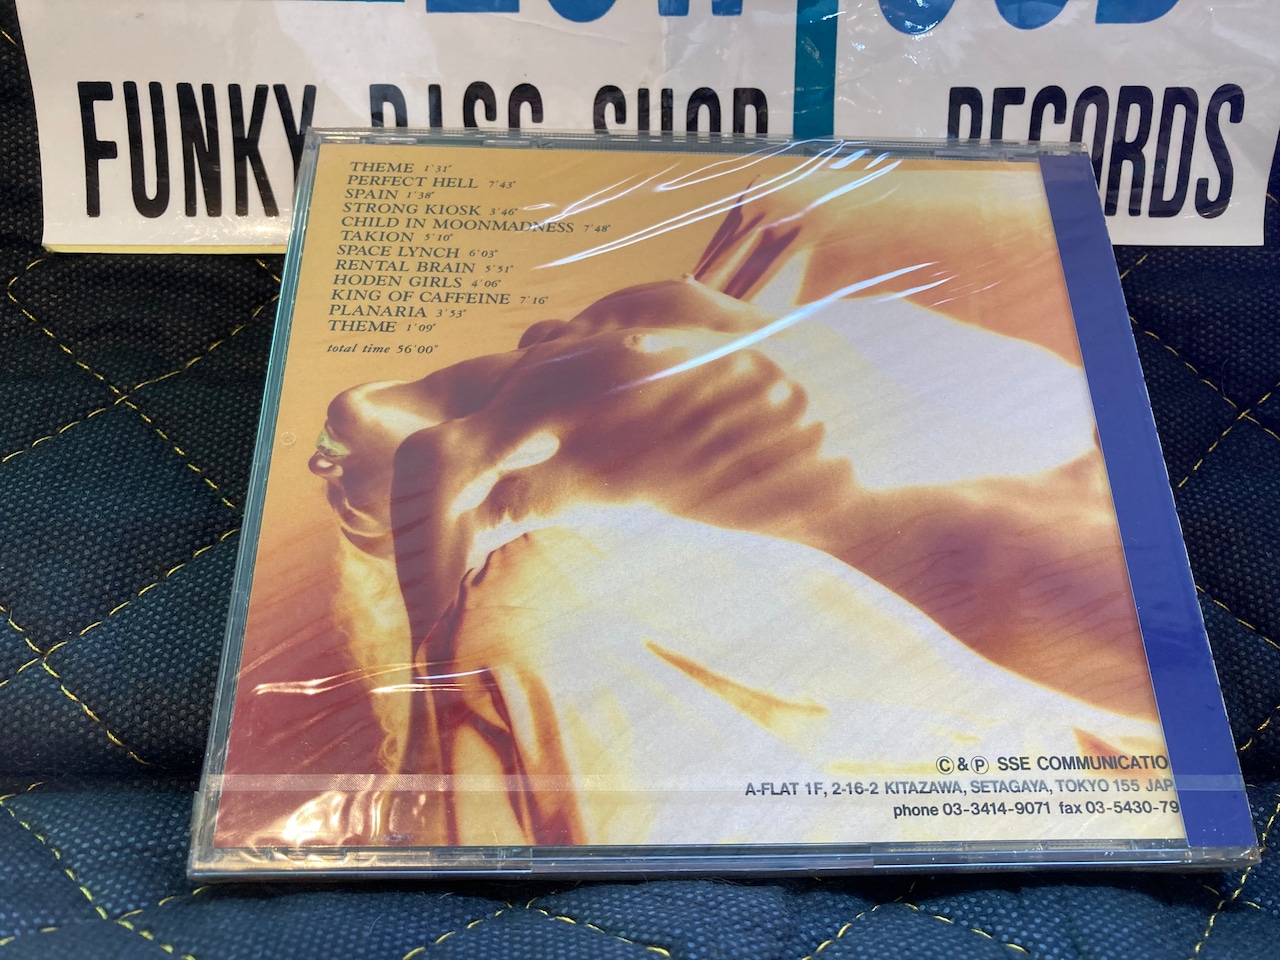 FUNKY DISC SHOP RECORDS
THEME 1'31"
PERFECT HELL 7'43"
SPAIN 1'38"
STRONG KIOSK 3'46"
CHILD IN MOONMADNESS 7'48"
TAKION 5'10"
SPACE LYNCH 6'03"
RENTAL BRAIN 5'51"
HODEN GIRLS 4'06"
KING OF CAFFEINE 7'16"
PLANARIA 3'53"
THEME 1'09"
total time 56'00"
©&℗ SSE COMMUNICATIO
A-FLAT 1F, 2-16-2 KITAZAWA, SETAGAYA, TOKYO 155 JAP
phone 03-3414-9071 fax 03-5430-79